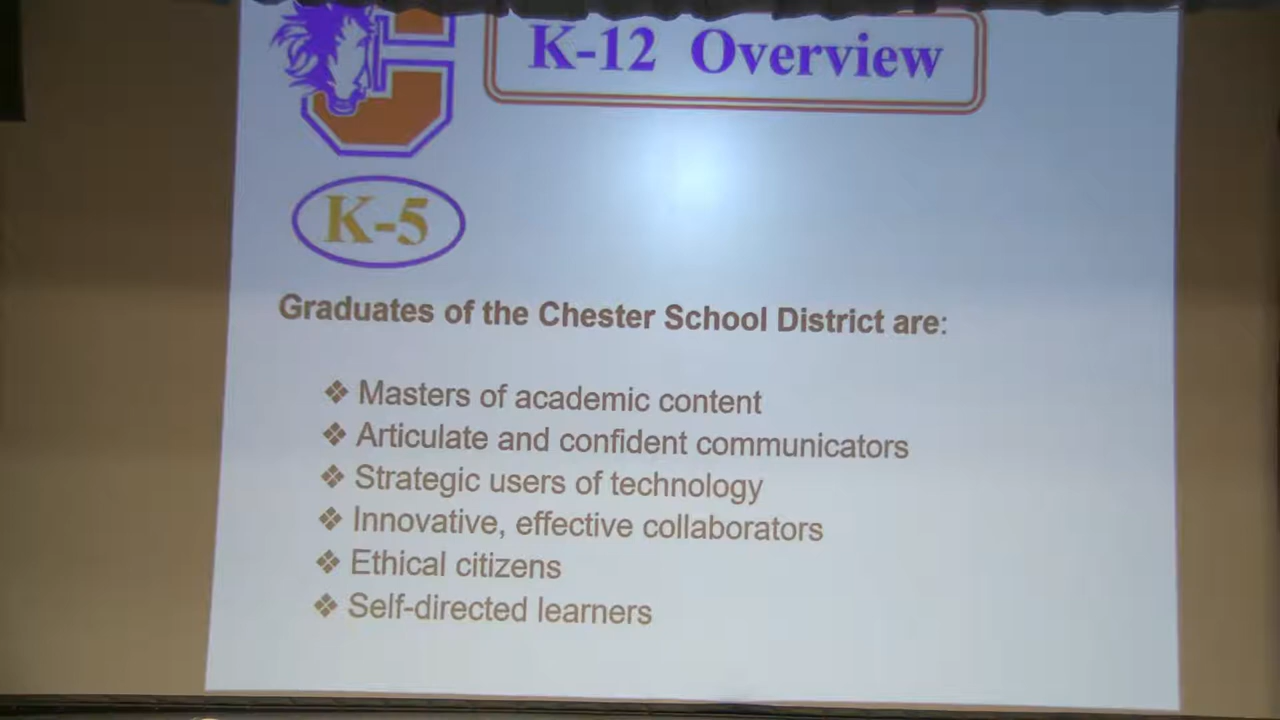 C
K-12 Overview
K-5
Graduates of the Chester School District are:
❖ Masters of academic content
❖ Articulate and confident communicators
❖ Strategic users of technology
❖ Innovative, effective collaborators
❖ Ethical citizens
❖ Self-directed learners